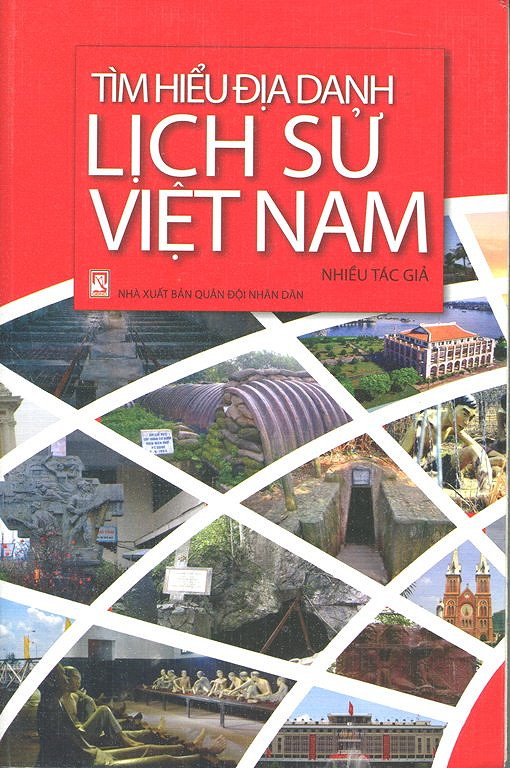 TÌM HIỂU ĐỊA DANH
LỊCH SỬ
VIỆT NAM
NHIỀU TÁC GIẢ
NHÀ XUẤT BẢN QUÂN ĐỘI NHÂN DÂN